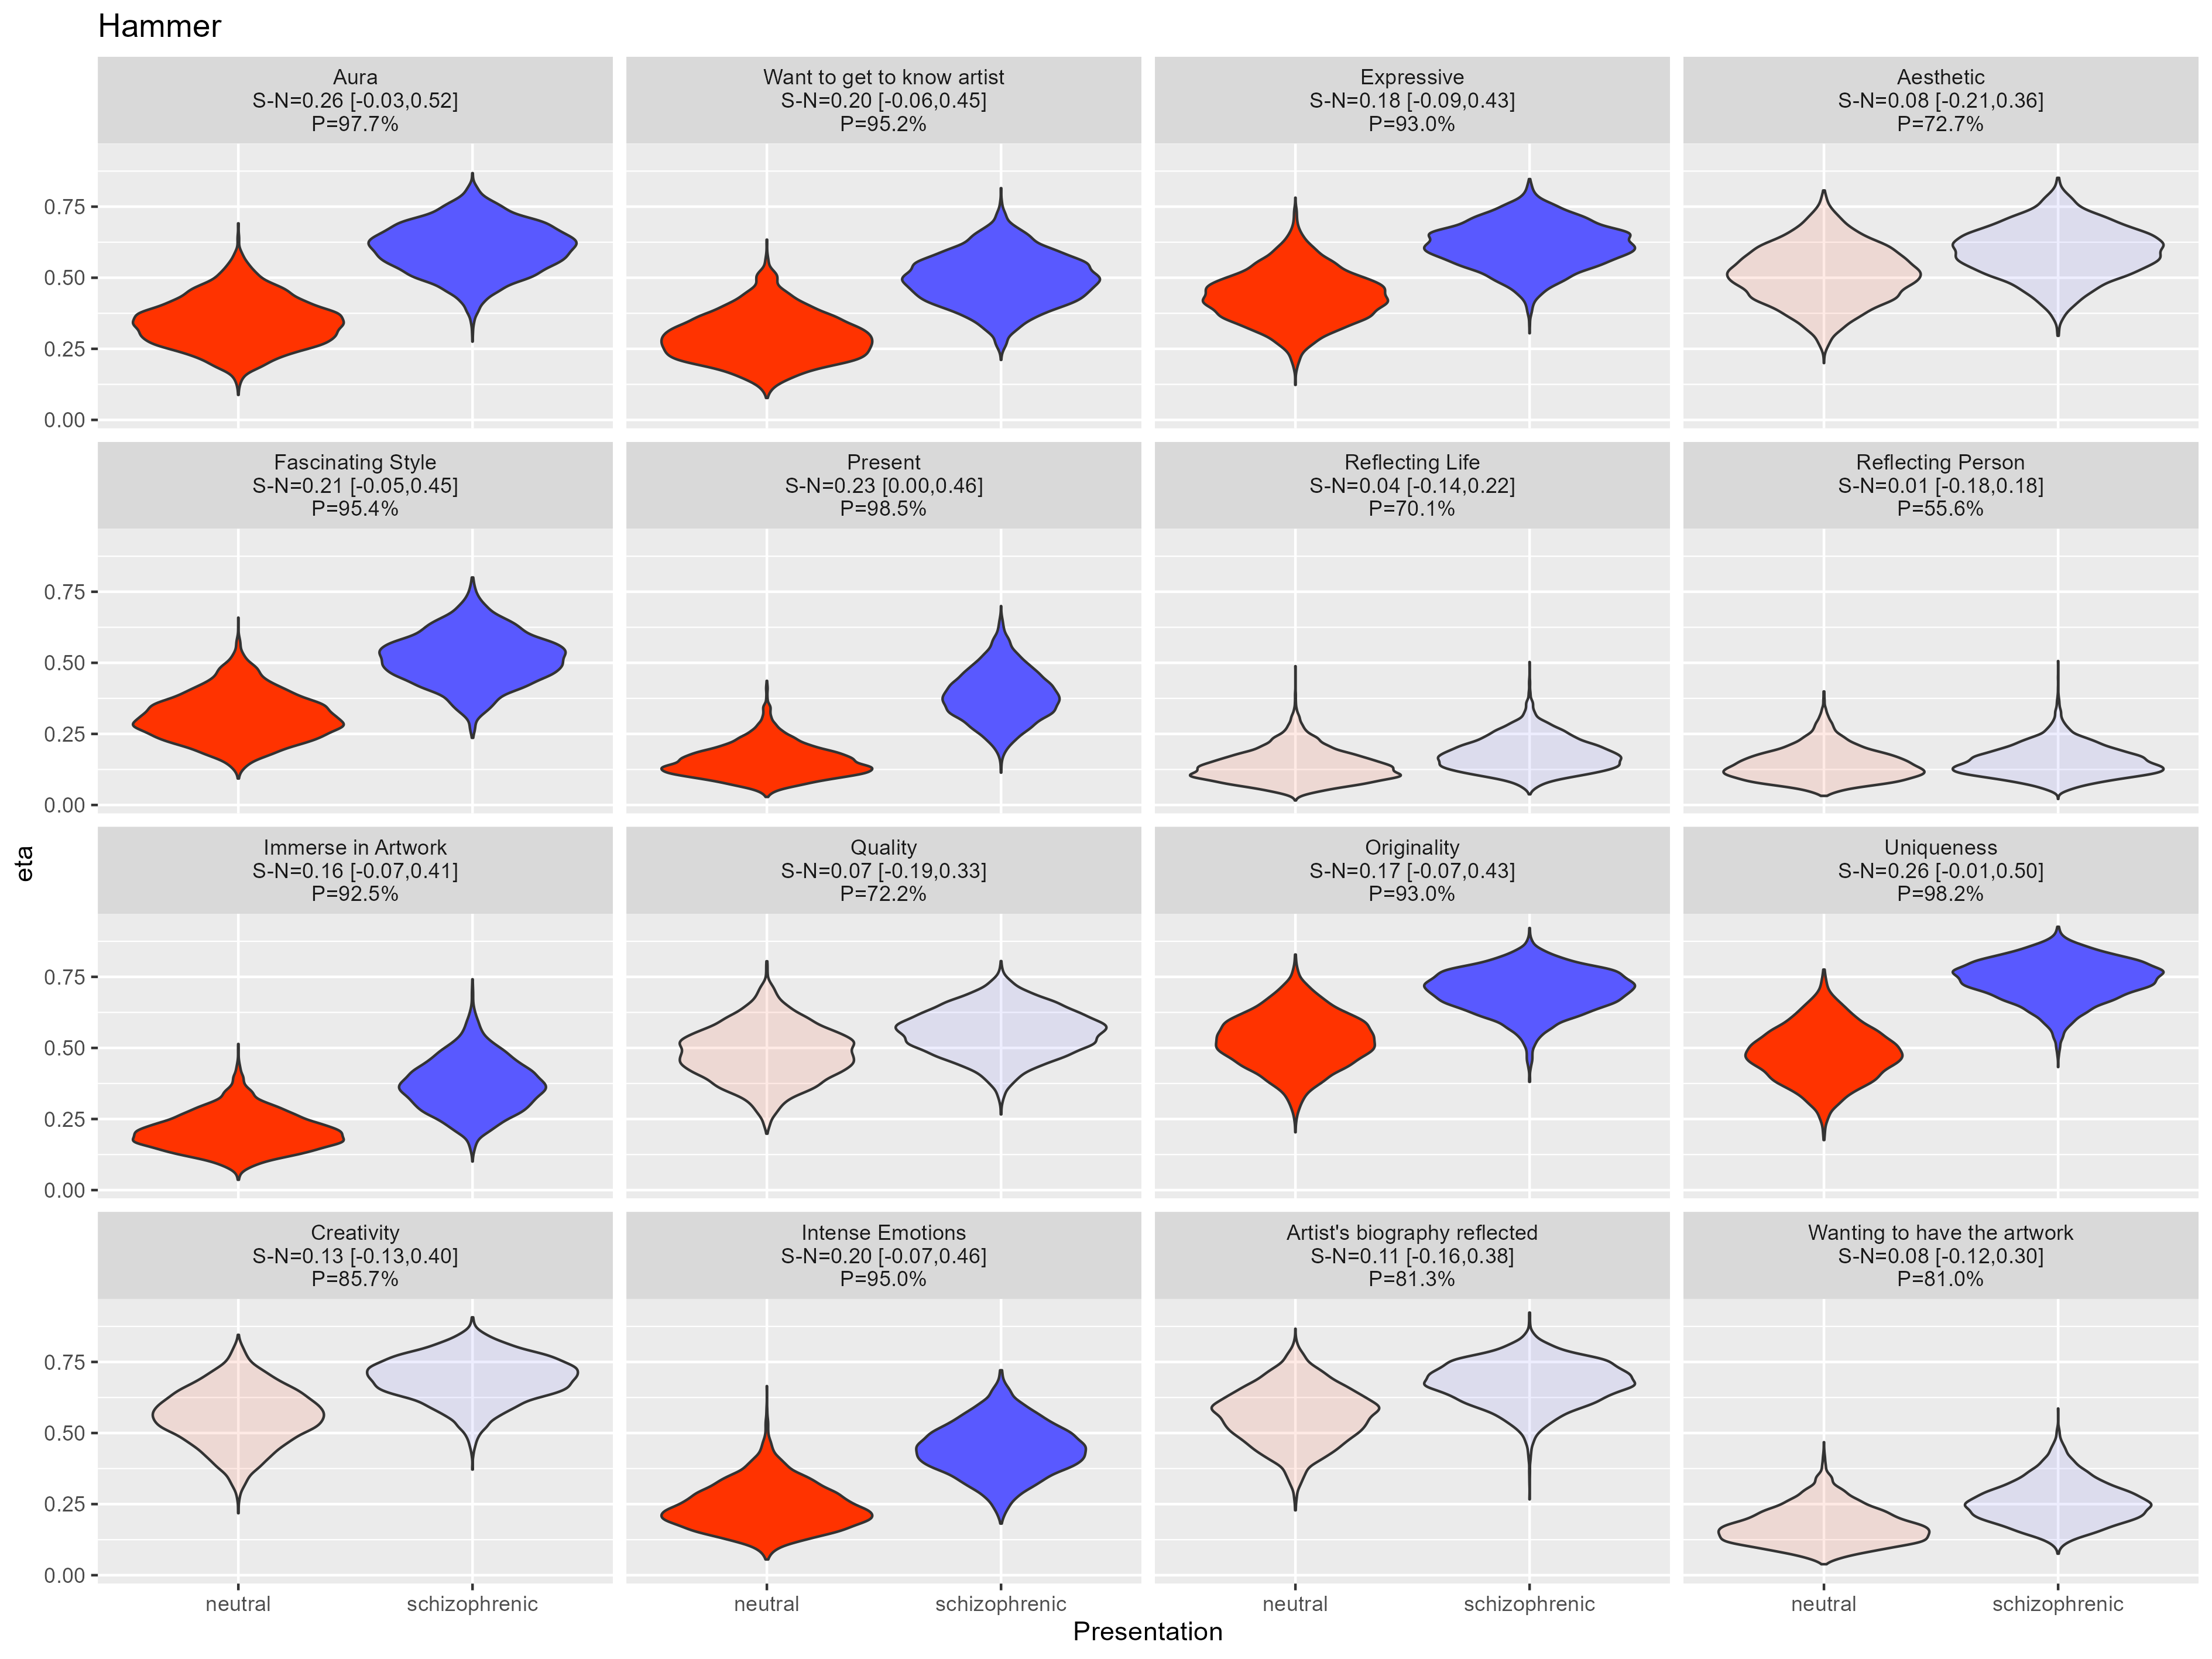 Hammer
Aura
S-N=0.26 [-0.03,0.52]
P=97.7%
Want to get to know artist
S-N=0.20 [-0.06,0.45]
P=95.2%
Expressive
S-N=0.18 [-0.09,0.43]
P=93.0%
Aesthetic
S-N=0.08 [-0.21,0.36]
P=72.7%
0.75
0.50
0.25
0.00
Fascinating Style
S-N=0.21 [-0.05,0.45]
P=95.4%
Present
S-N=0.23 [0.00,0.46]
P=98.5%
Reflecting Life
S-N=0.04 [-0.14,0.22]
P=70.1%
Reflecting Person
S-N=0.01 [-0.18,0.18]
P=55.6%
0.75
0.50
0.25
0.00
eta
Immerse in Artwork
S-N=0.16 [-0.07,0.41]
P=92.5%
Quality
S-N=0.07 [-0.19,0.33]
P=72.2%
Originality
S-N=0.17 [-0.07,0.43]
P=93.0%
Uniqueness
S-N=0.26 [-0.01,0.50]
P=98.2%
0.75
0.50
0.25
0.00
Creativity
S-N=0.13 [-0.13,0.40]
P=85.7%
Intense Emotions
S-N=0.20 [-0.07,0.46]
P=95.0%
Artist's biography reflected
S-N=0.11 [-0.16,0.38]
P=81.3%
Wanting to have the artwork
S-N=0.08 [-0.12,0.30]
P=81.0%
0.75
0.50
0.25
0.00
neutral
schizophrenic
neutral
schizophrenic
neutral
schizophrenic
neutral
schizophrenic
Presentation